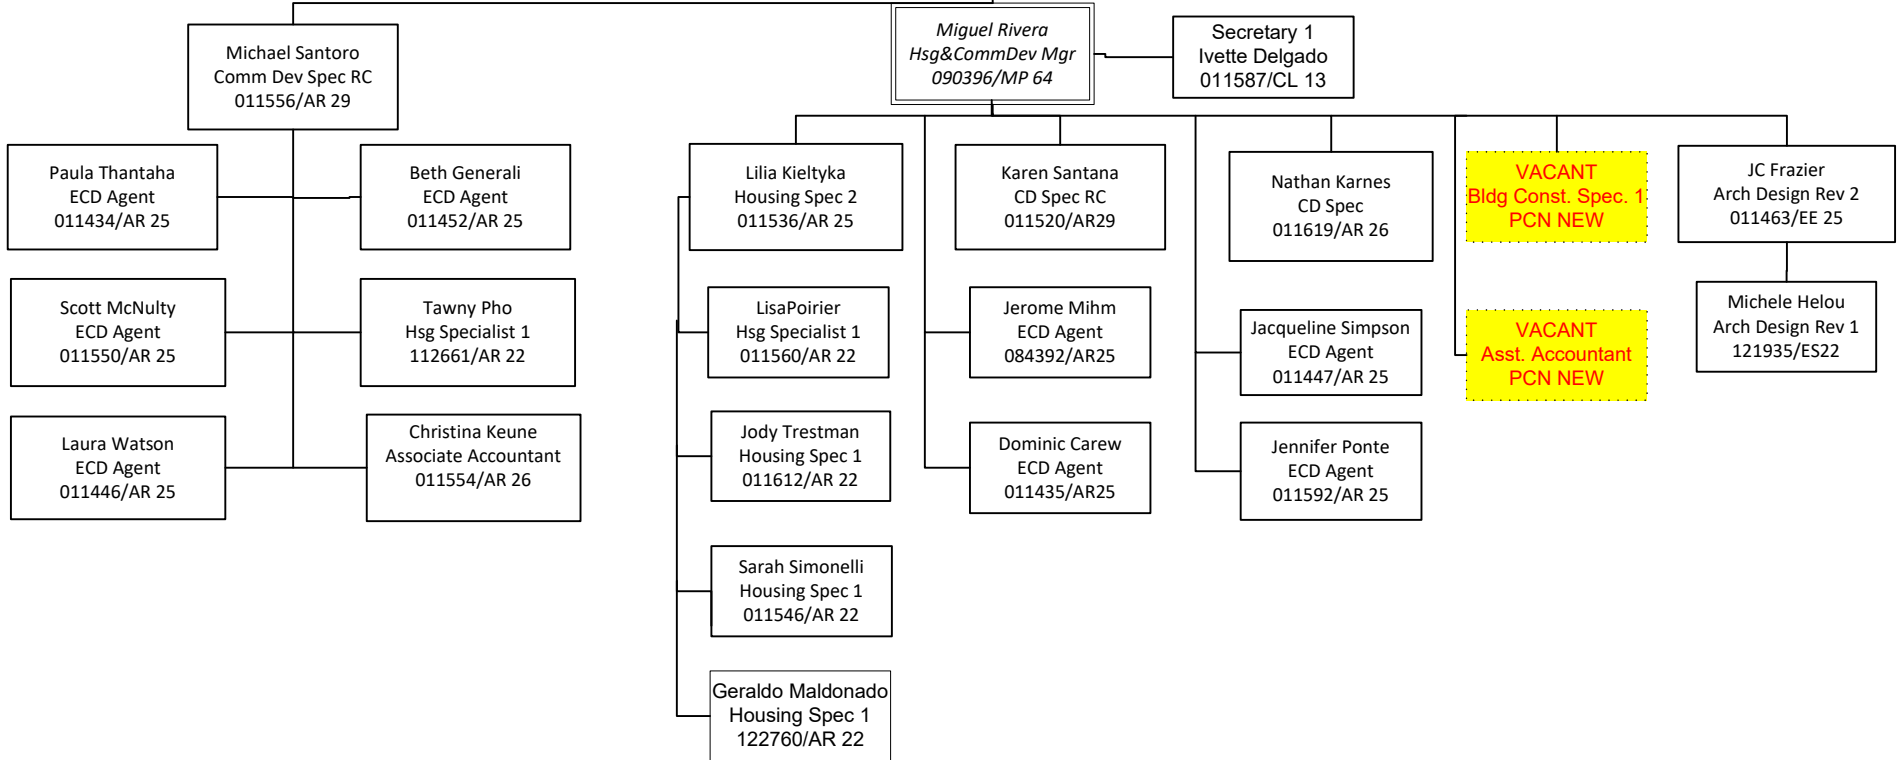 Michael Santoro
Comm Dev Spec RC
011556/AR 29
Miguel Rivera
Hsg&CommDev Mgr
090396/MP 64
Secretary 1
Ivette Delgado
011587/CL 13
Paula Thantaha
ECD Agent
011434/AR 25
Beth Generali
ECD Agent
011452/AR 25
Lilia Kieltyka
Housing Spec 2
011536/AR 25
Karen Santana
CD Spec RC
011520/AR29
Nathan Karnes
CD Spec
011619/AR 26
VACANT
Bldg Const. Spec. 1
PCN NEW
JC Frazier
Arch Design Rev 2
011463/EE 25
Scott McNulty
ECD Agent
011550/AR 25
Tawny Pho
Hsg Specialist 1
112661/AR 22
LisaPoirier
Hsg Specialist 1
011560/AR 22
Jerome Mihm
ECD Agent
084392/AR25
Jacqueline Simpson
ECD Agent
011447/AR 25
VACANT
Asst. Accountant
PCN NEW
Michele Helou
Arch Design Rev 1
121935/ES22
Laura Watson
ECD Agent
011446/AR 25
Christina Keune
Associate Accountant
011554/AR 26
Jody Trestman
Housing Spec 1
011612/AR 22
Dominic Carew
ECD Agent
011435/AR25
Jennifer Ponte
ECD Agent
011592/AR 25
Sarah Simonelli
Housing Spec 1
011546/AR 22
Geraldo Maldonado
Housing Spec 1
122760/AR 22